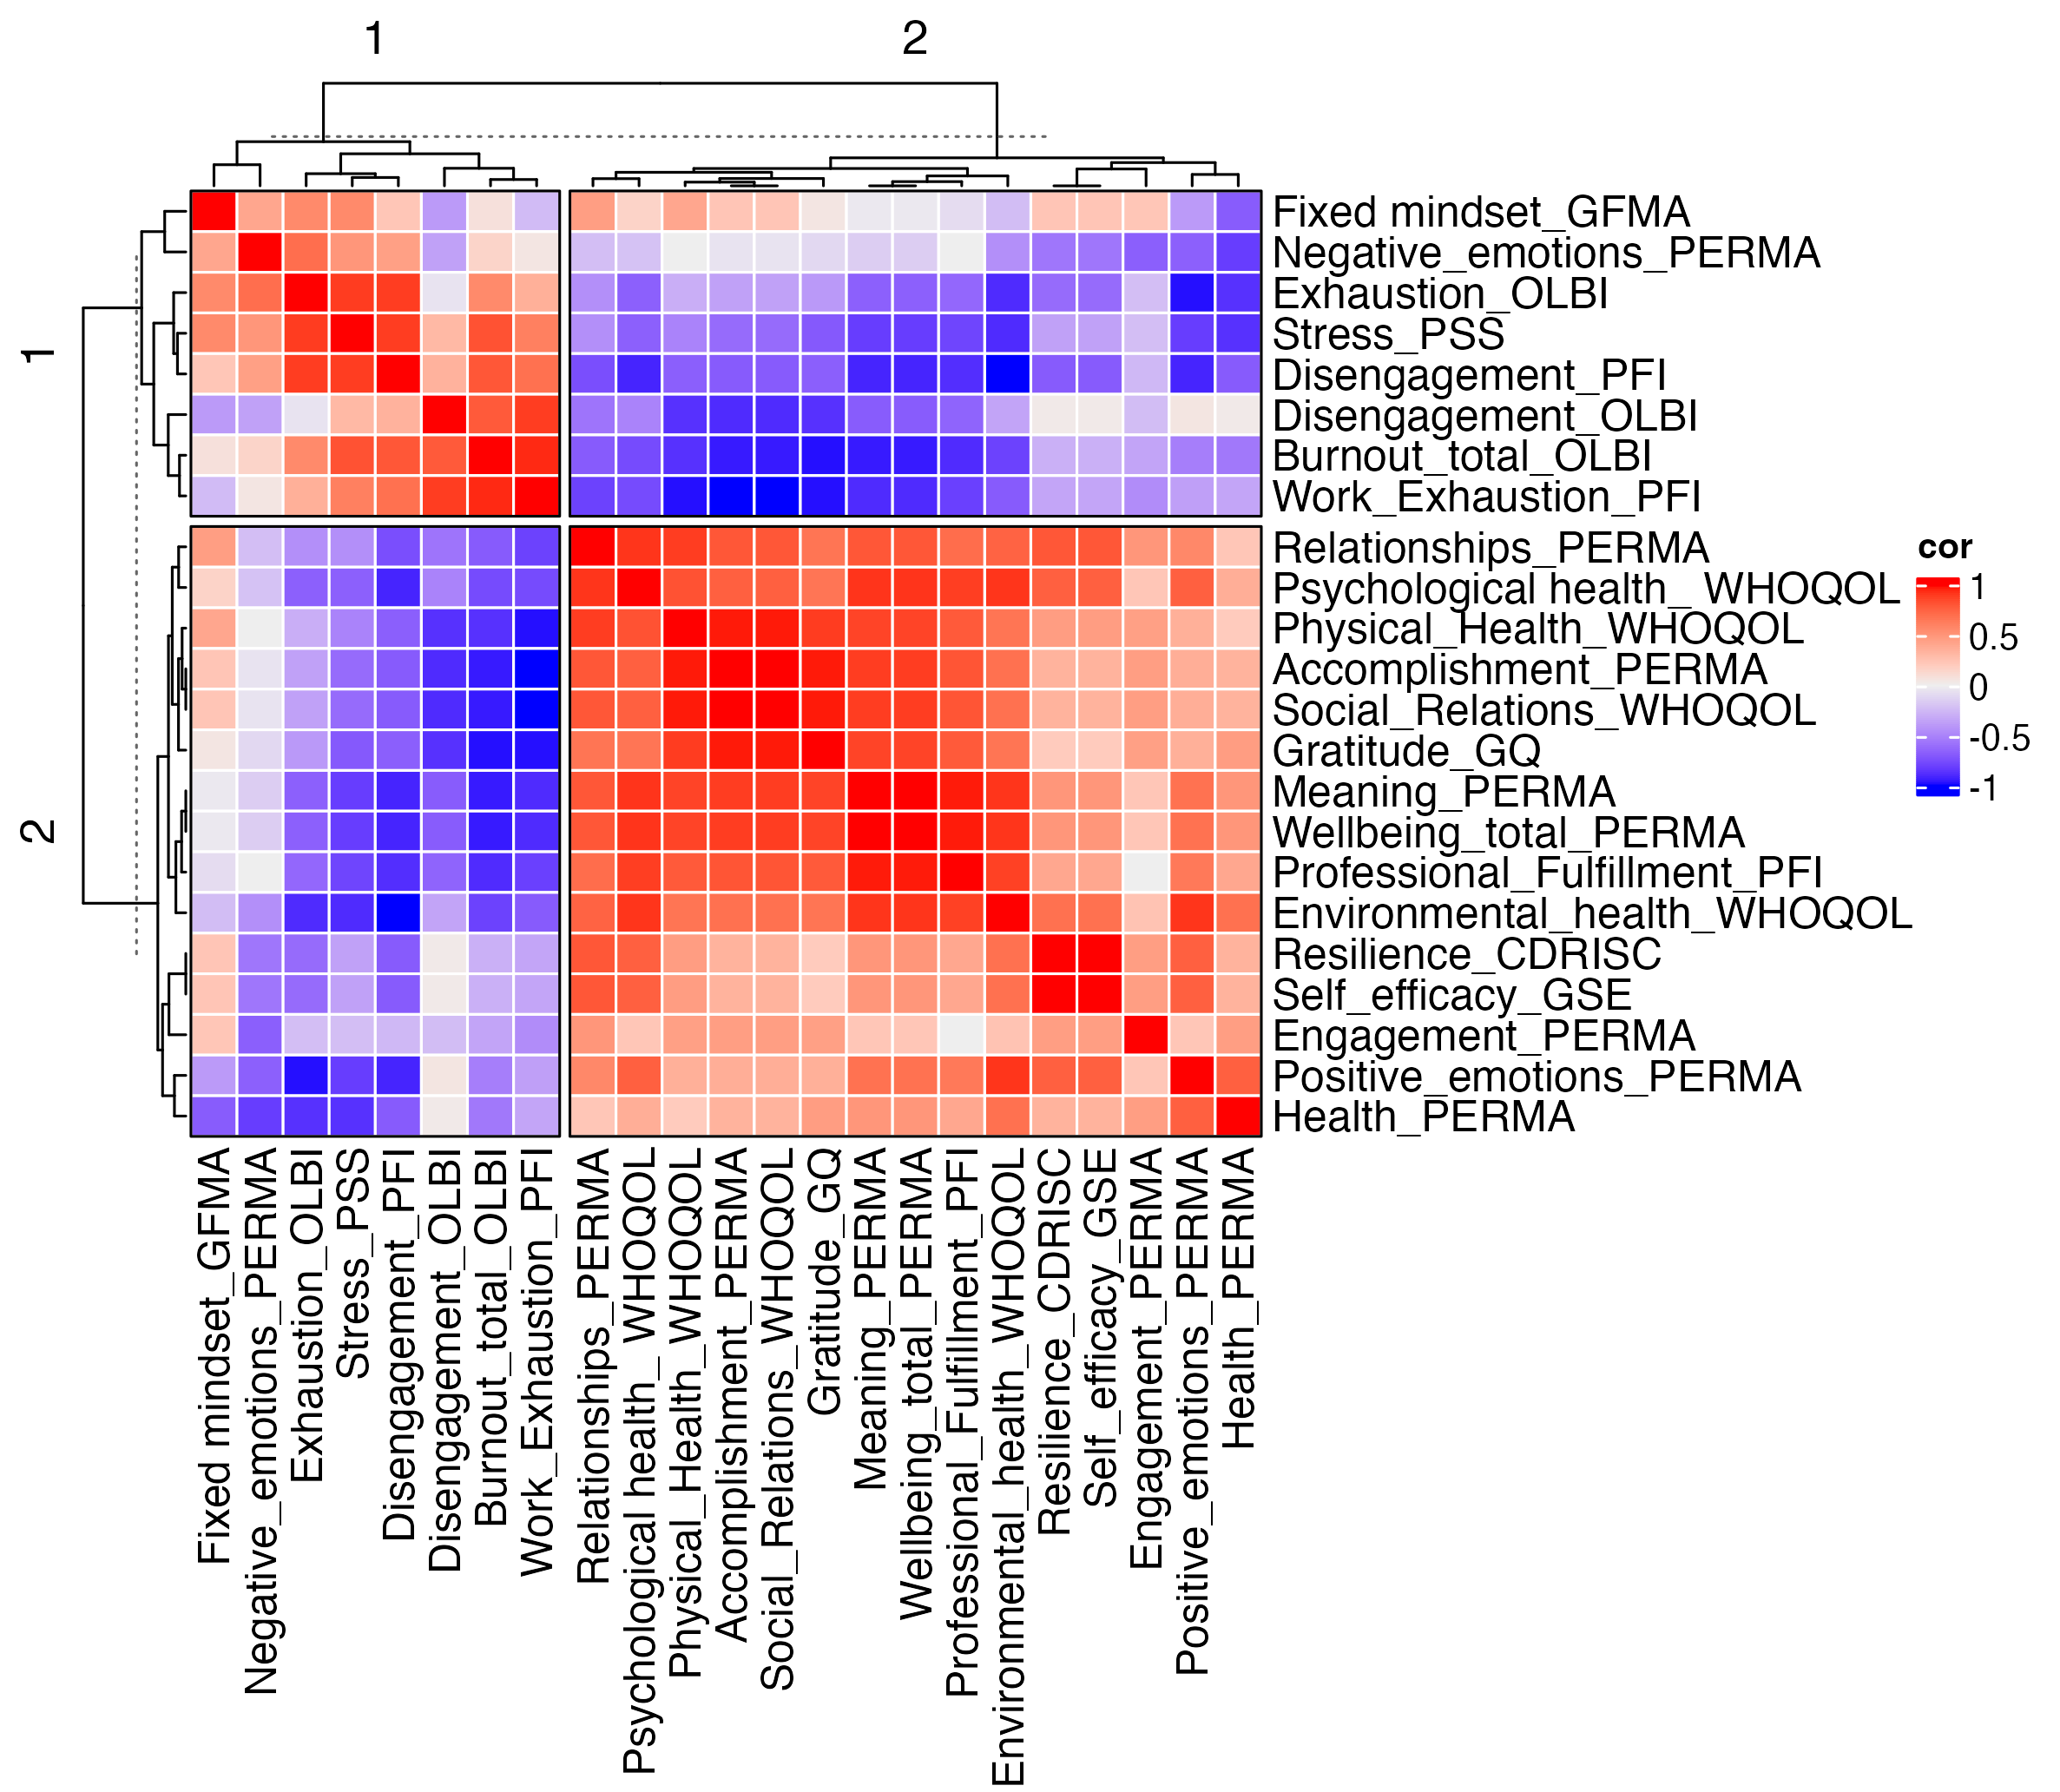 1
2
1
2
Fixed mindset_GFMA
Negative_emotions_PERMA
Exhaustion_OLBI
Stress_PSS
Disengagement_PFI
Disengagement_OLBI
Burnout_total_OLBI
Work_Exhaustion_PFI
Relationships_PERMA
Psychological health_ WHOQOL
Physical_Health_WHOQOL
Accomplishment_PERMA
Social_Relations_WHOQOL
Gratitude_GQ
Meaning_PERMA
Wellbeing_total_PERMA
Professional_Fulfillment_PFI
Environmental_health_WHOQOL
Resilience_CDRISC
Self_efficacy_GSE
Engagement_PERMA
Positive_emotions_PERMA
Health_PERMA
cor
1
0.5
0
-0.5
-1
Fixed mindset_GFMA
Negative_emotions_PERMA
Exhaustion_OLBI
Stress_PSS
Disengagement_PFI
Disengagement_OLBI
Burnout_total_OLBI
Work_Exhaustion_PFI
Relationships_PERMA
Psychological health_ WHOQOL
Physical_Health_WHOQOL
Accomplishment_PERMA
Social_Relations_WHOQOL
Gratitude_GQ
Meaning_PERMA
Wellbeing_total_PERMA
Professional_Fulfillment_PFI
Environmental_health_WHOQOL
Resilience_CDRISC
Self_efficacy_GSE
Engagement_PERMA
Positive_emotions_PERMA
Health_PERMA